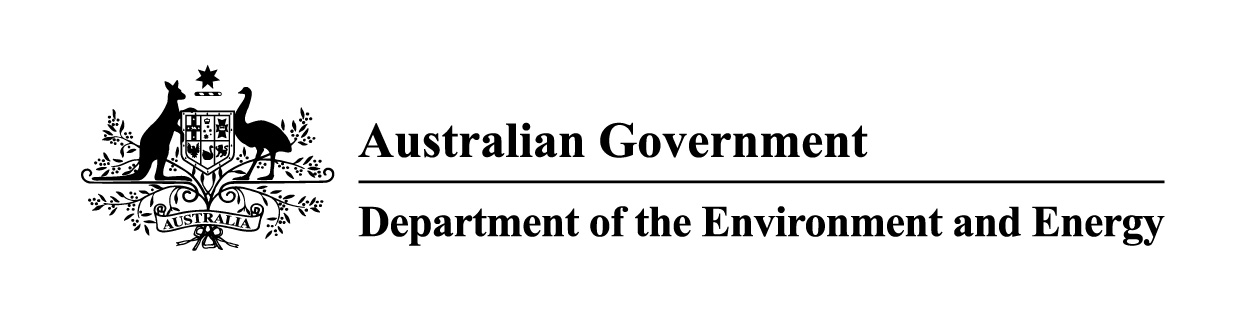 Australian Government
Department of the Environment and Energy
AUSTRALIA